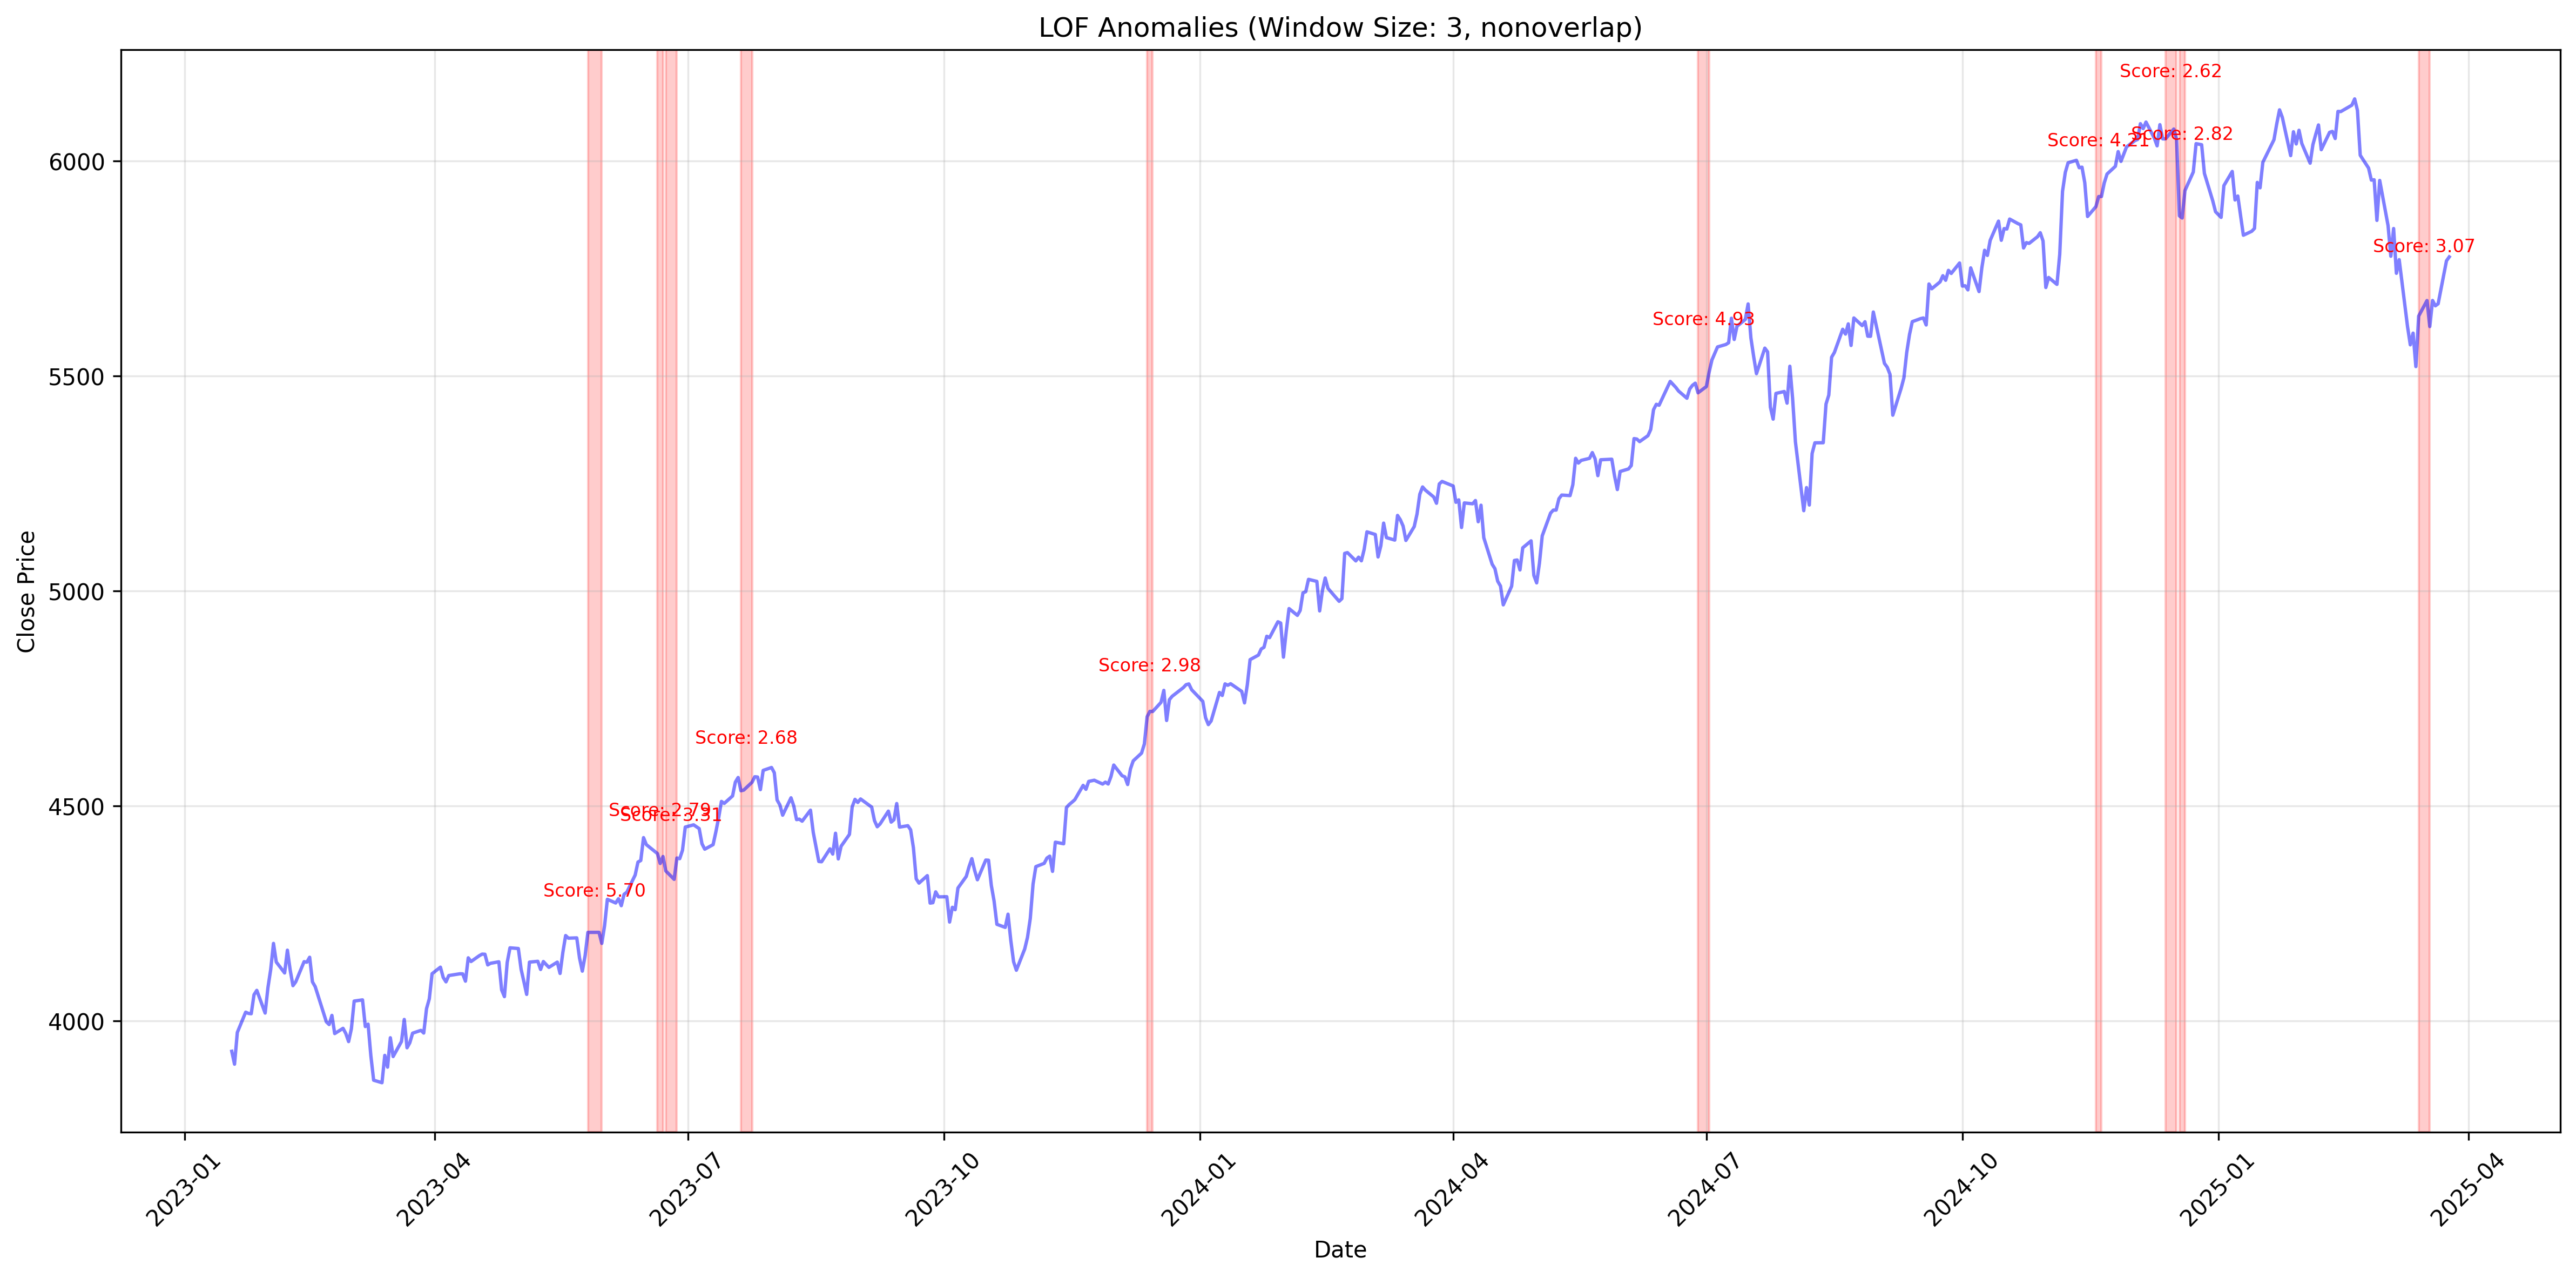 LOF Anomalies (Window Size: 3, nonoverlap)
Score: 2.62
Score: 4.21
Score: 2.82
Score: 3.07
Score: 4.93
Score: 2.98
Score: 2.68
Score: 2.79
Score: 3.31
Score: 5.70
Close Price
6000
5500
5000
4500
4000
2023-01
2023-04
2023-07
2023-10
2024-01
2024-04
2024-07
2024-10
2025-01
2025-04
Date